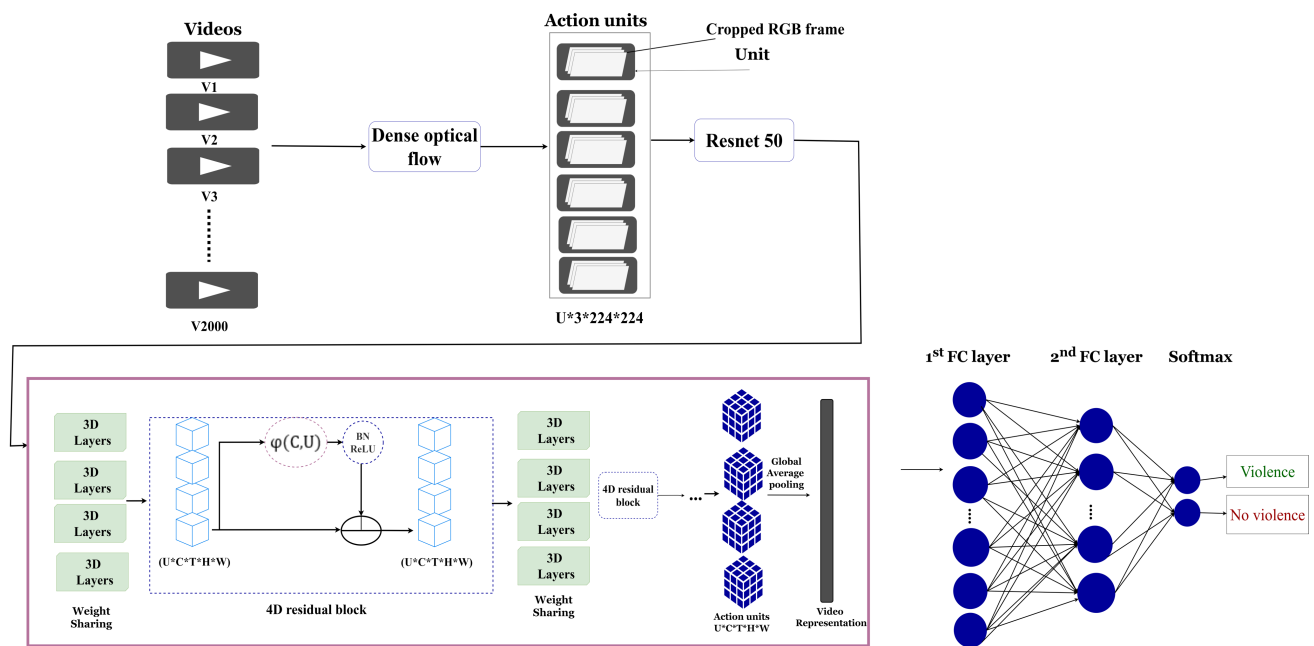 Videos
V1
V2
V3
V2000
Dense optical
flow
Action units
Cropped RGB frame
Unit
U*3*224*224
Resnet 50
3D
Layers
3D
Layers
3D
Layers
3D
Layers
Weight
Sharing
(U*C*T*H*W)
φ(C,U)
BN
ReLU
(U*C*T*H*W)
4D residual block
3D
Layers
3D
Layers
3D
Layers
3D
Layers
Weight
Sharing
4D residual
block
...
Action units
U*C*T*H*W
Global
Average
pooling
Video
Representation
1st FC layer
2nd FC layer
Softmax
Violence
No violence